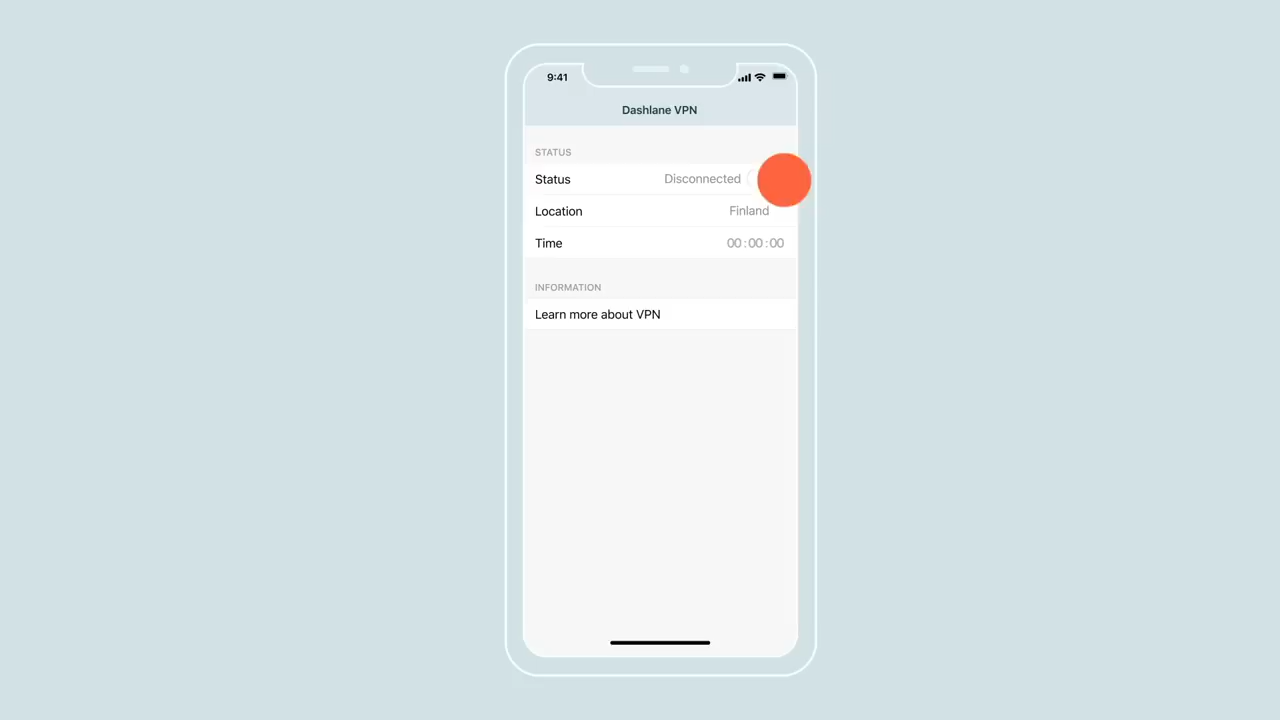 9:41
Dashlane VPN
STATUS
Status Disconnected
Location Finland
Time 00:00:00
INFORMATION
Learn more about VPN